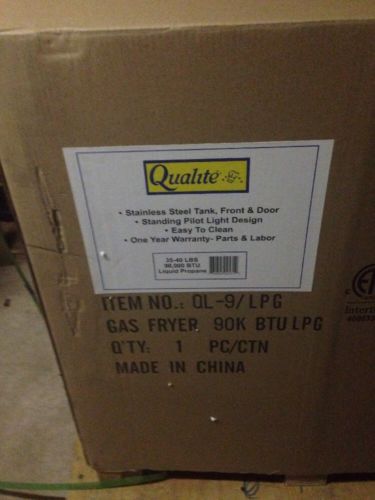 Qualité
• Stainless Steel Tank, Front & Door
• Standing Pilot Light Design
• Easy To Clean
• One Year Warranty- Parts & Labor
35-40 LBS
90,000 BTU
Liquid Propane
ITEM NO.: QL-9/LPG
GAS FRYER 90K BTU LPG
Q'TY: 1 PC/CTN
MADE IN CHINA